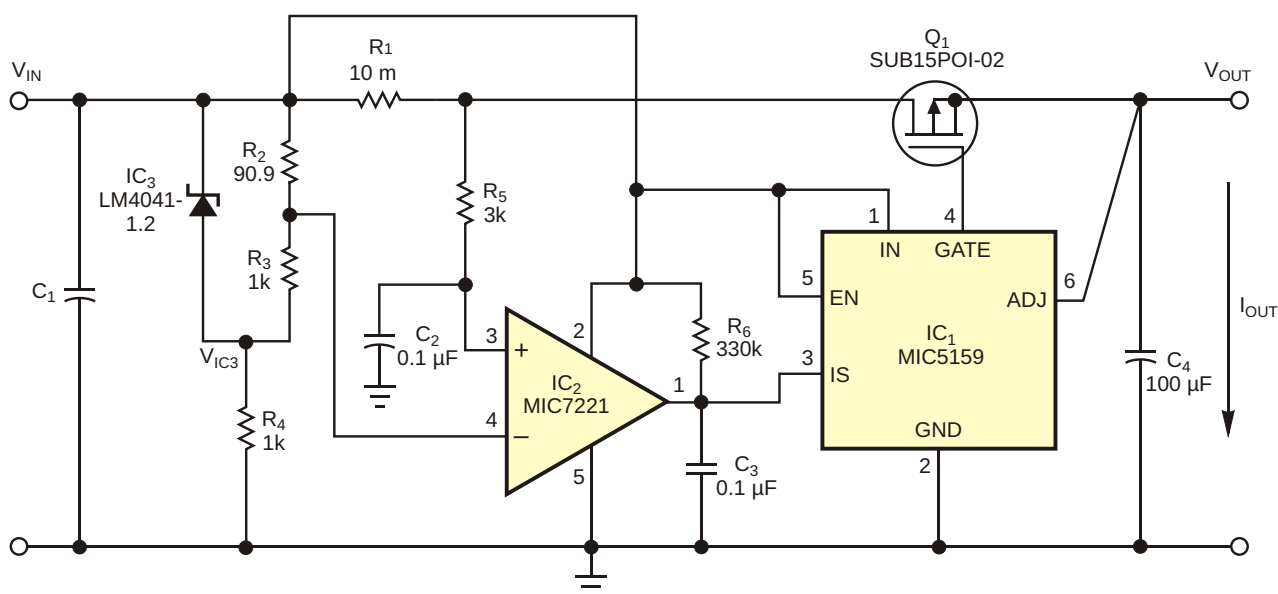 Q1
SUB15POI-02
R1
10 m
VIN
VOUT
R2
90.9
IC3
LM4041-
1.2
R5
3k
1
4
IN
GATE
R3
1k
5
EN
6
ADJ
C1
IOUT
C2
0.1 µF
3
+
2
R6
330k
IC1
MIC5159
VIC3
3
IS
C4
100 µF
IC2
MIC7221
1
R4
1k
4
–
GND
2
5
C3
0.1 µF